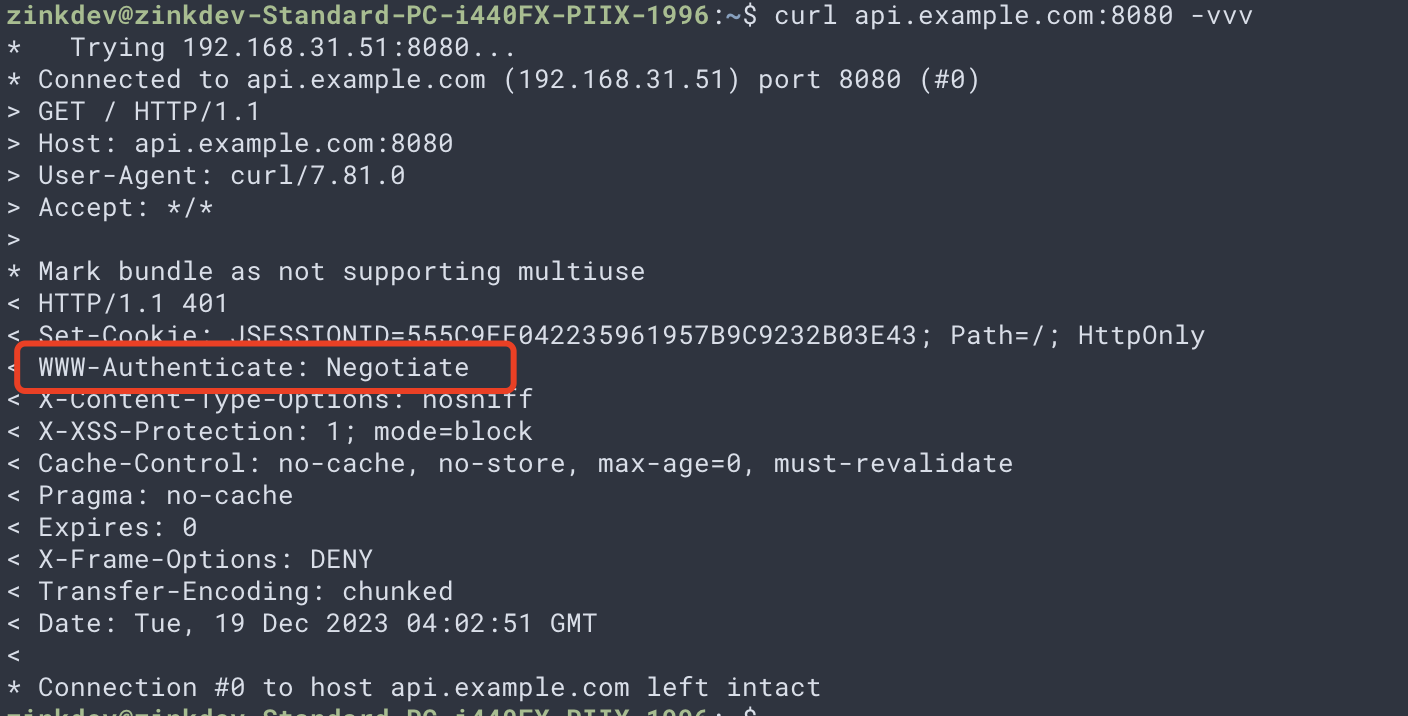 zinkdev@zinkdev-Standard-PC-i440FX-PIIX-1996:~$ curl api.example.com:8080 -vvv
*   Trying 192.168.31.51:8080...
* Connected to api.example.com (192.168.31.51) port 8080 (#0)
> GET / HTTP/1.1
> Host: api.example.com:8080
> User-Agent: curl/7.81.0
> Accept: */*
>
* Mark bundle as not supporting multiuse
< HTTP/1.1 401
< Set-Cookie: JSESSIONID=555C9EF042235961957B9C9232B03E43; Path=/; HttpOnly
< WWW-Authenticate: Negotiate
< X-Content-Type-Options: nosniff
< X-XSS-Protection: 1; mode=block
< Cache-Control: no-cache, no-store, max-age=0, must-revalidate
< Pragma: no-cache
< Expires: 0
< X-Frame-Options: DENY
< Transfer-Encoding: chunked
< Date: Tue, 19 Dec 2023 04:02:51 GMT
<
* Connection #0 to host api.example.com left intact
zinkdev@zinkdev-Standard-PC-i440FX-PIIX-1996:~$